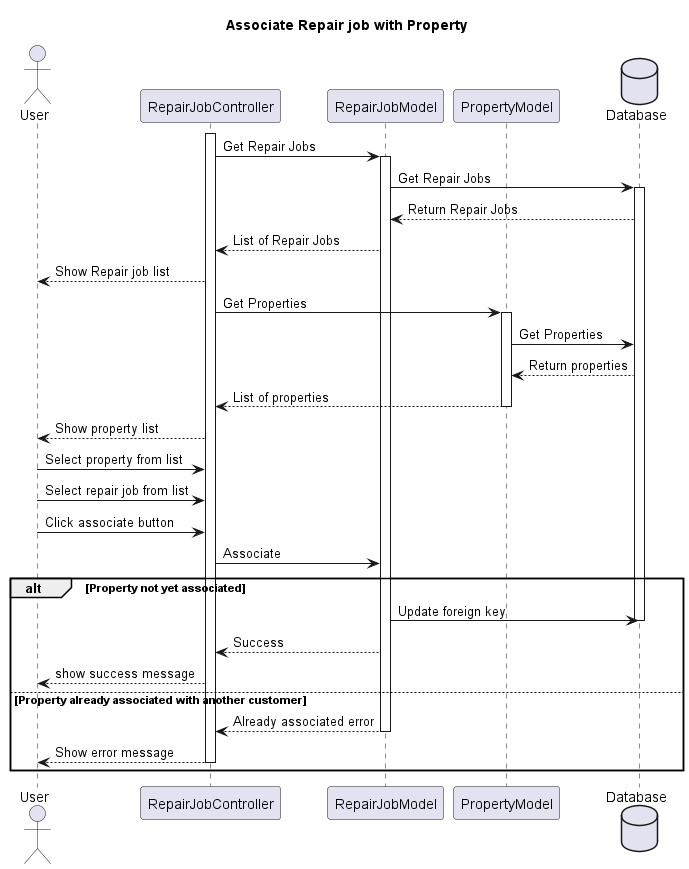 Associate Repair job with Property
User
RepairJobController
RepairJobModel
PropertyModel
Database
Get Repair Jobs
Get Repair Jobs
Return Repair Jobs
List of Repair Jobs
Show Repair job list
Get Properties
Get Properties
Return properties
List of properties
Show property list
Select property from list
Select repair job from list
Click associate button
Associate
alt
[Property not yet associated]
Update foreign key
Success
show success message
[Property already associated with another customer]
Already associated error
Show error message
User
RepairJobController
RepairJobModel
PropertyModel
Database